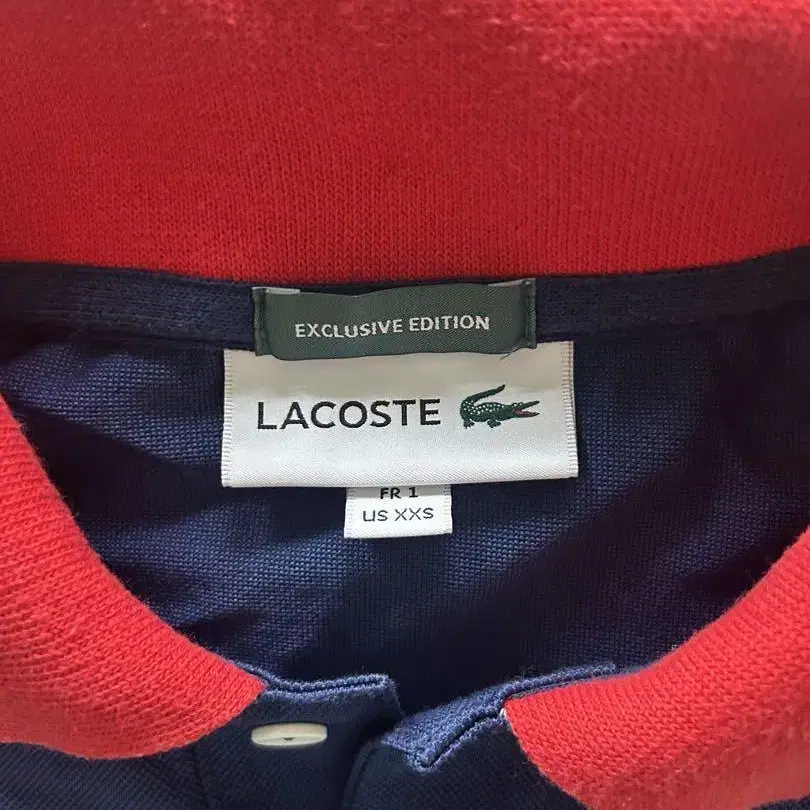 EXCLUSIVE EDITION
LACOSTE
FR 1
US XXS